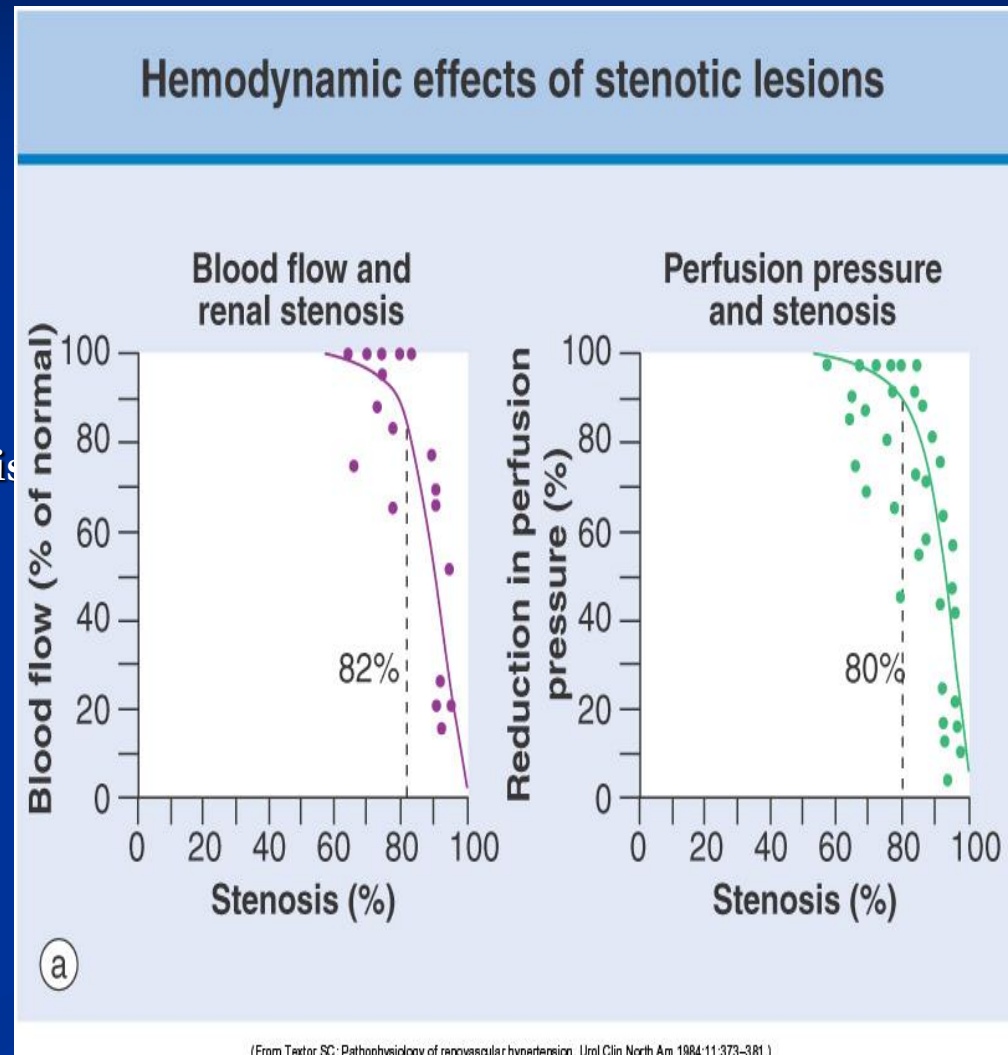 Hemodynamic effects of stenotic lesions
Blood flow and
renal stenosis
Blood flow (% of normal)
100
80
60
40
20
0
82%
0 20 40 60 80 100
Stenosis (%)
Perfusion pressure
and stenosis
Reduction in perfusion
pressure (%)
100
80
60
40
20
0
80%
0 20 40 60 80 100
Stenosis (%)
a
(From Textor SC: Pathophysiology of renovascular hypertension. Urol Clin North Am 1984;11:373–381.)